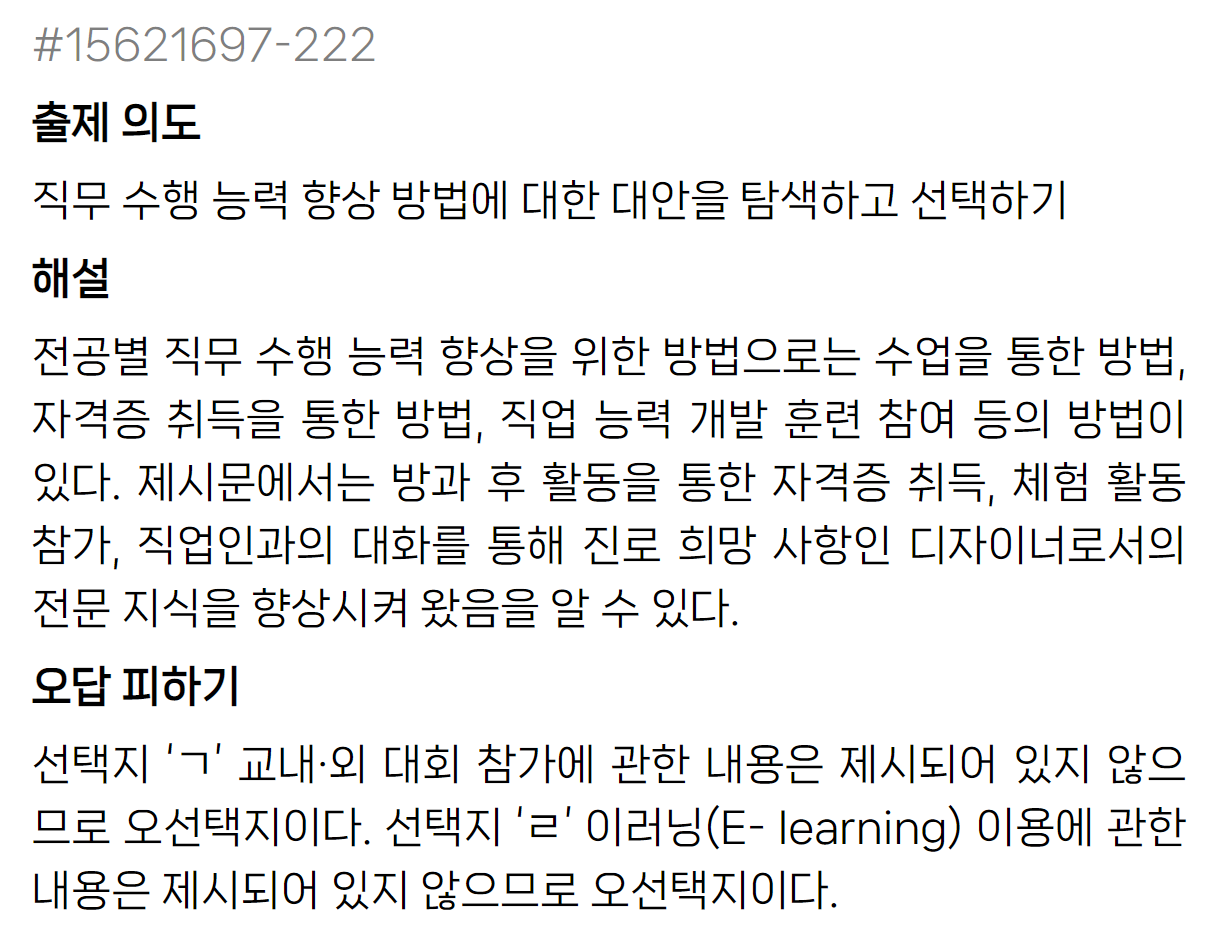 #15621697-222
출제 의도
직무 수행 능력 향상 방법에 대한 대안을 탐색하고 선택하기
해설
전공별 직무 수행 능력 향상을 위한 방법으로는 수업을 통한 방법,
자격증 취득을 통한 방법, 직업 능력 개발 훈련 참여 등의 방법이
있다. 제시문에서는 방과 후 활동을 통한 자격증 취득, 체험 활동
참가, 직업인과의 대화를 통해 진로 희망 사항인 디자이너로서의
전문 지식을 향상시켜 왔음을 알 수 있다.
오답 피하기
선택지 ‘ㄱ’ 교내·외 대회 참가에 관한 내용은 제시되어 있지 않으
므로 오선택지이다. 선택지 ‘ㄹ’ 이러닝(E- learning) 이용에 관한
내용은 제시되어 있지 않으므로 오선택지이다.